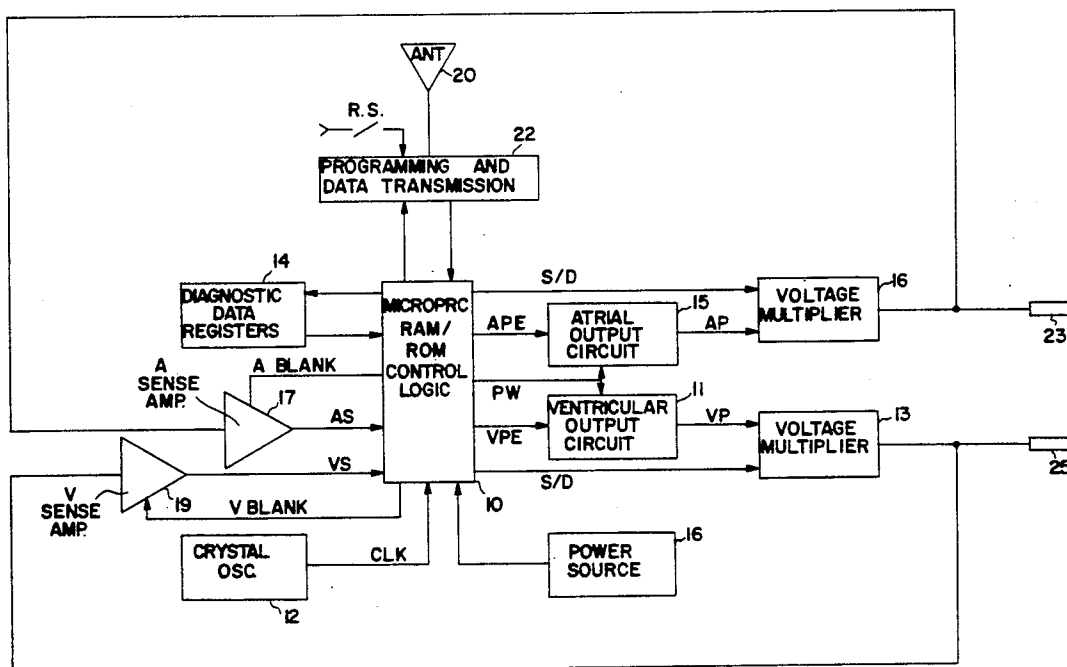 ANT
20
R.S.
22
PROGRAMMING AND
DATA TRANSMISSION
14
DIAGNOSTIC
DATA
REGISTERS
MICROPRC
RAM/
ROM
CONTROL
LOGIC
10
S/D
APE
15
ATRIAL
OUTPUT
CIRCUIT
AP
16
VOLTAGE
MULTIPLIER
23
A BLANK
A
SENSE
AMP.
17
AS
PW
11
VENTRICULAR
OUTPUT
CIRCUIT
VPE
VP
13
VOLTAGE
MULTIPLIER
25
S/D
VS
V
SENSE
AMP.
19
V BLANK
CRYSTAL
OSC.
12
CLK
16
POWER
SOURCE